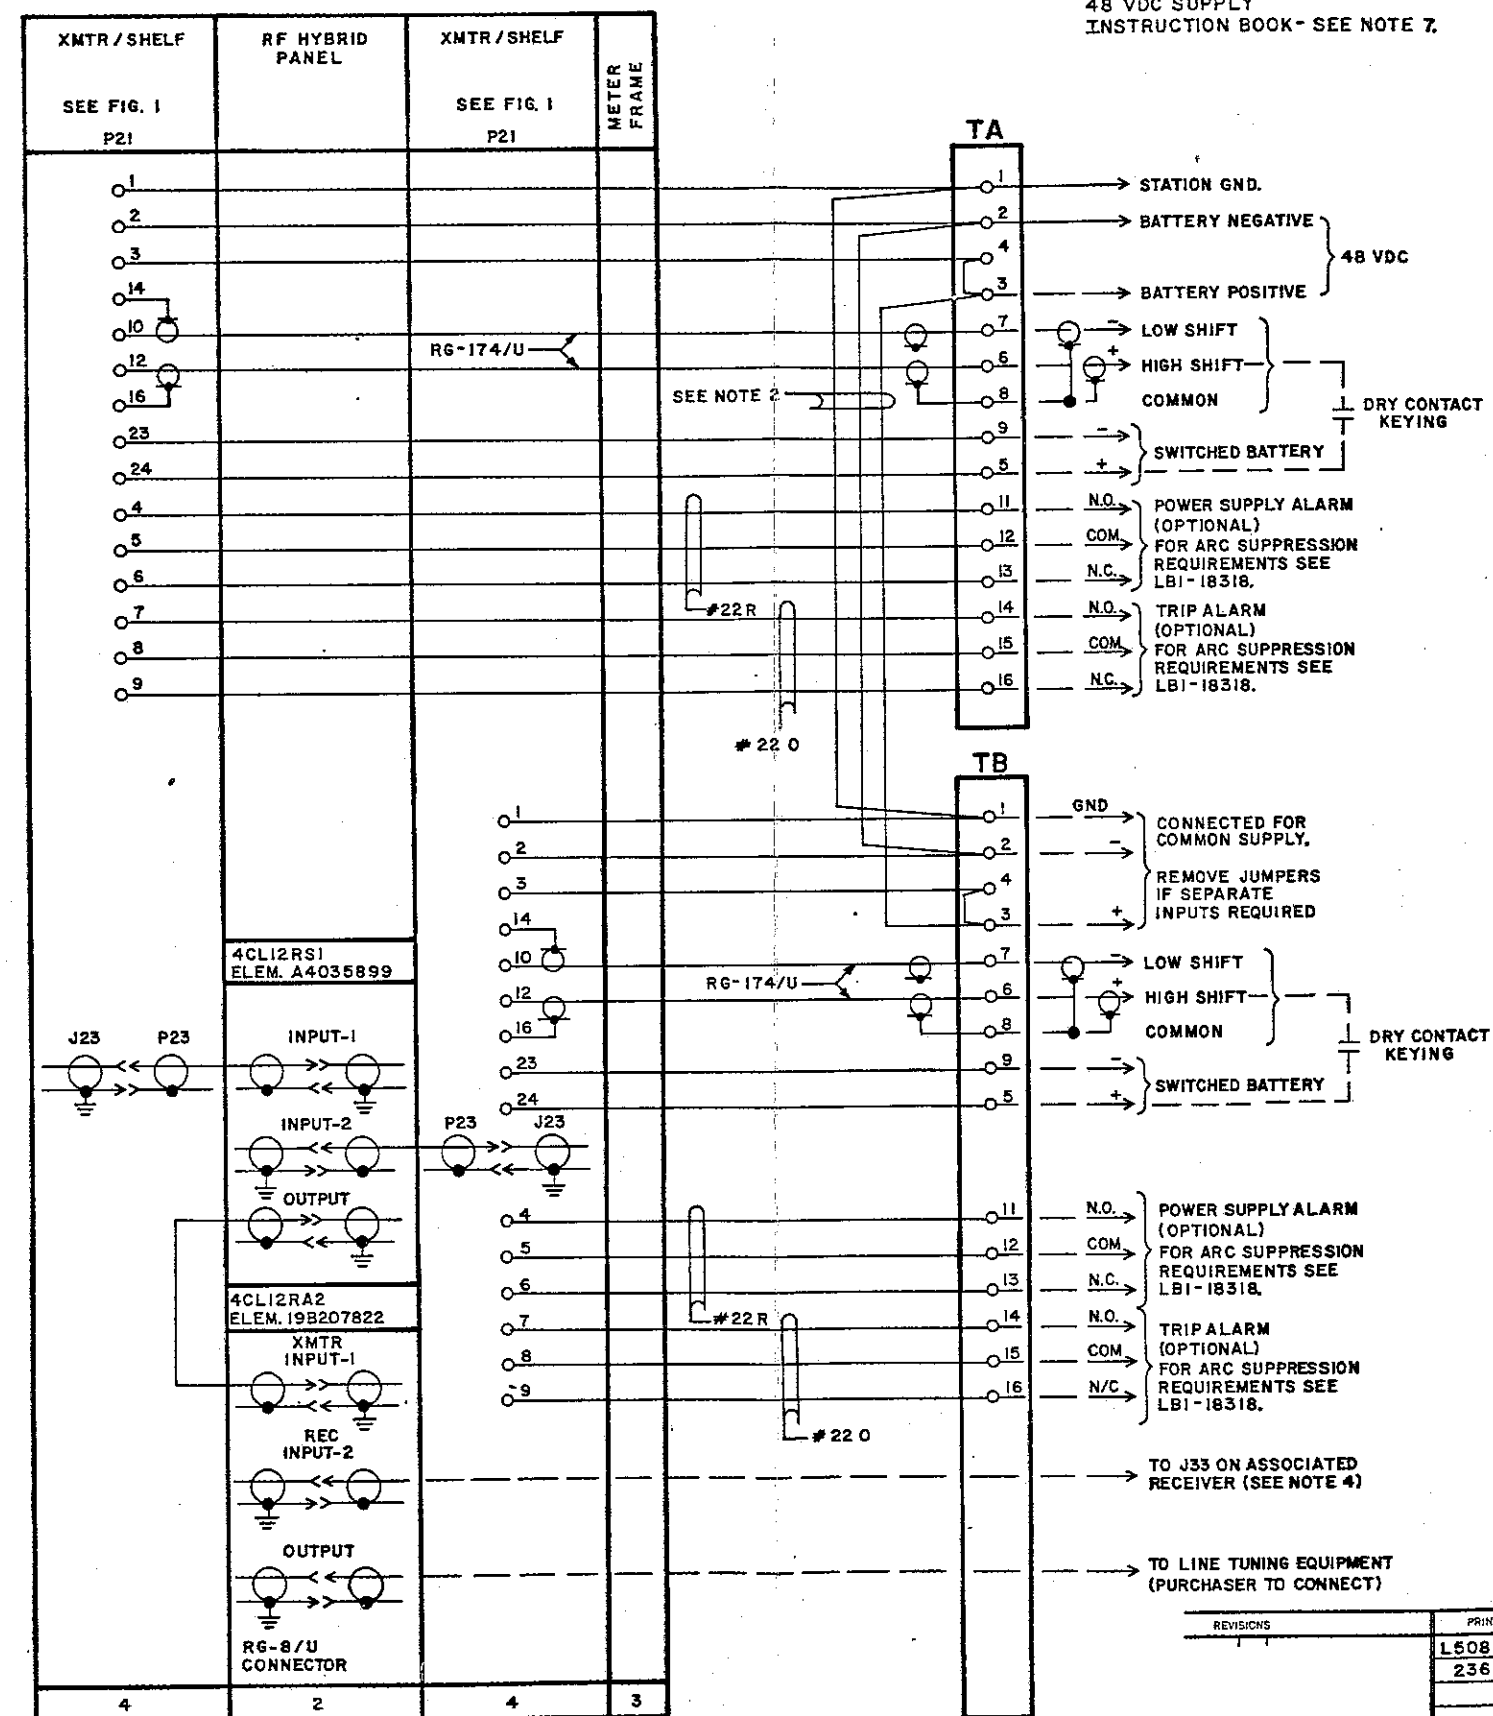 48 VDC SUPPLY
INSTRUCTION BOOK- SEE NOTE 7.
XMTR/SHELF
SEE FIG. 1
P21
RF HYBRID
PANEL
XMTR/SHELF
SEE FIG. 1
P21
METER
FRAME
TA
1
1
STATION GND.
2
2
BATTERY NEGATIVE
3
4
48 VDC
14
3
BATTERY POSITIVE
10
7
-
LOW SHIFT
RG-174/U
12
6
+
HIGH SHIFT
16
SEE NOTE 2
8
COMMON
DRY CONTACT
KEYING
23
9
-
SWITCHED BATTERY
24
5
+
4
11
N.O.
POWER SUPPLY ALARM
(OPTIONAL)
5
12
COM
FOR ARC SUPPRESSION
REQUIREMENTS SEE
LBI-18318.
6
13
N.C.
#22 R
7
14
N.O.
TRIP ALARM
(OPTIONAL)
8
15
COM
FOR ARC SUPPRESSION
REQUIREMENTS SEE
LBI-18318.
9
16
N.C.
#22 O
TB
1
1
GND
CONNECTED FOR
COMMON SUPPLY.
2
2
-
3
4
REMOVE JUMPERS
IF SEPARATE
INPUTS REQUIRED
14
3
+
4CL12RS1
ELEM. A4035899
10
7
-
LOW SHIFT
RG-174/U
12
6
+
HIGH SHIFT
16
8
COMMON
DRY CONTACT
KEYING
J23
P23
INPUT-1
23
9
-
SWITCHED BATTERY
24
5
+
INPUT-2
P23
J23
OUTPUT
4
11
N.O.
POWER SUPPLY ALARM
(OPTIONAL)
5
12
COM
FOR ARC SUPPRESSION
REQUIREMENTS SEE
LBI-18318.
6
13
N.C.
4CL12RA2
ELEM. 19B207822
#22 R
7
14
N.O.
TRIP ALARM
(OPTIONAL)
XMTR
INPUT-1
8
15
COM
FOR ARC SUPPRESSION
REQUIREMENTS SEE
LBI-18318.
9
16
N/C
#22 O
REC
INPUT-2
TO J33 ON ASSOCIATED
RECEIVER (SEE NOTE 4)
OUTPUT
TO LINE TUNING EQUIPMENT
(PURCHASER TO CONNECT)
RG-8/U
CONNECTOR
REVISIONS
L508
236
4
2
4
3